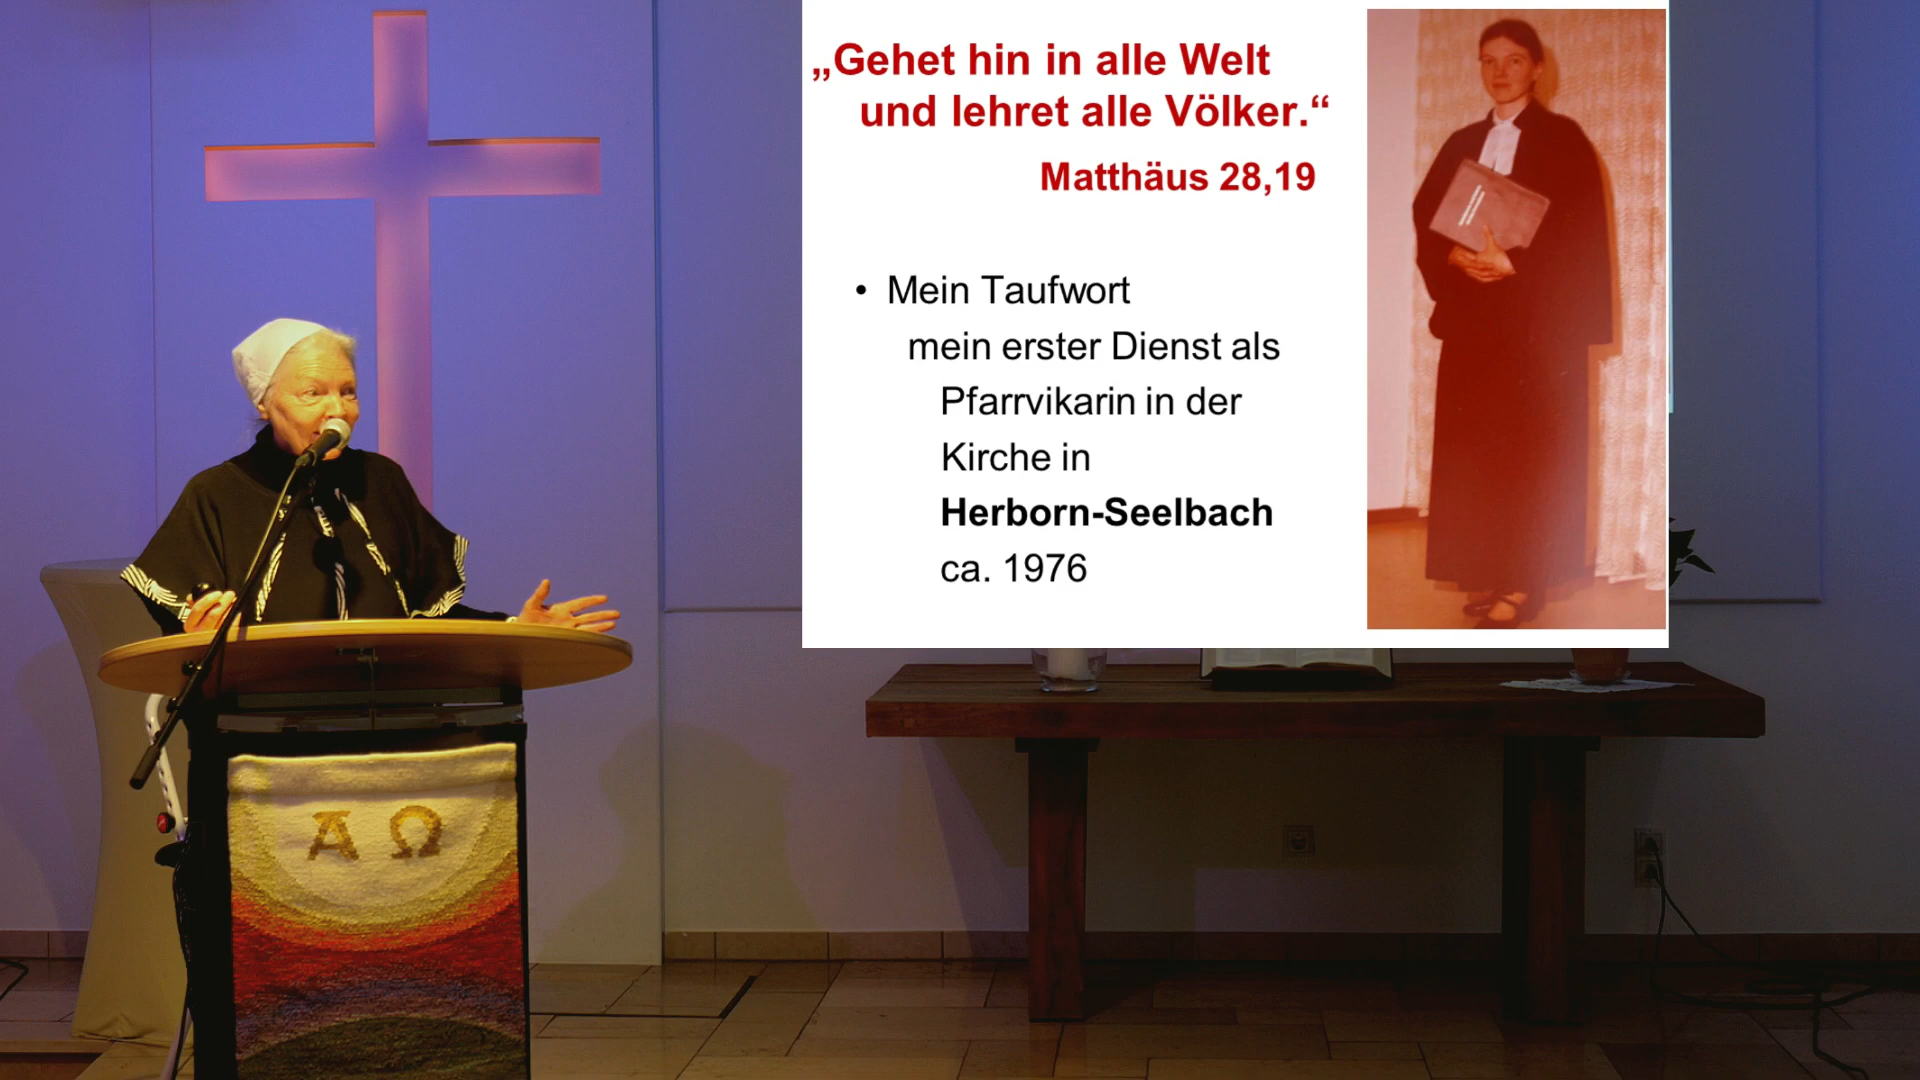 „Gehet hin in alle Welt
und lehret alle Völker.“
Matthäus 28,19
• Mein Taufwort
mein erster Dienst als
Pfarrvikarin in der
Kirche in
Herborn-Seelbach
ca. 1976
Α Ω